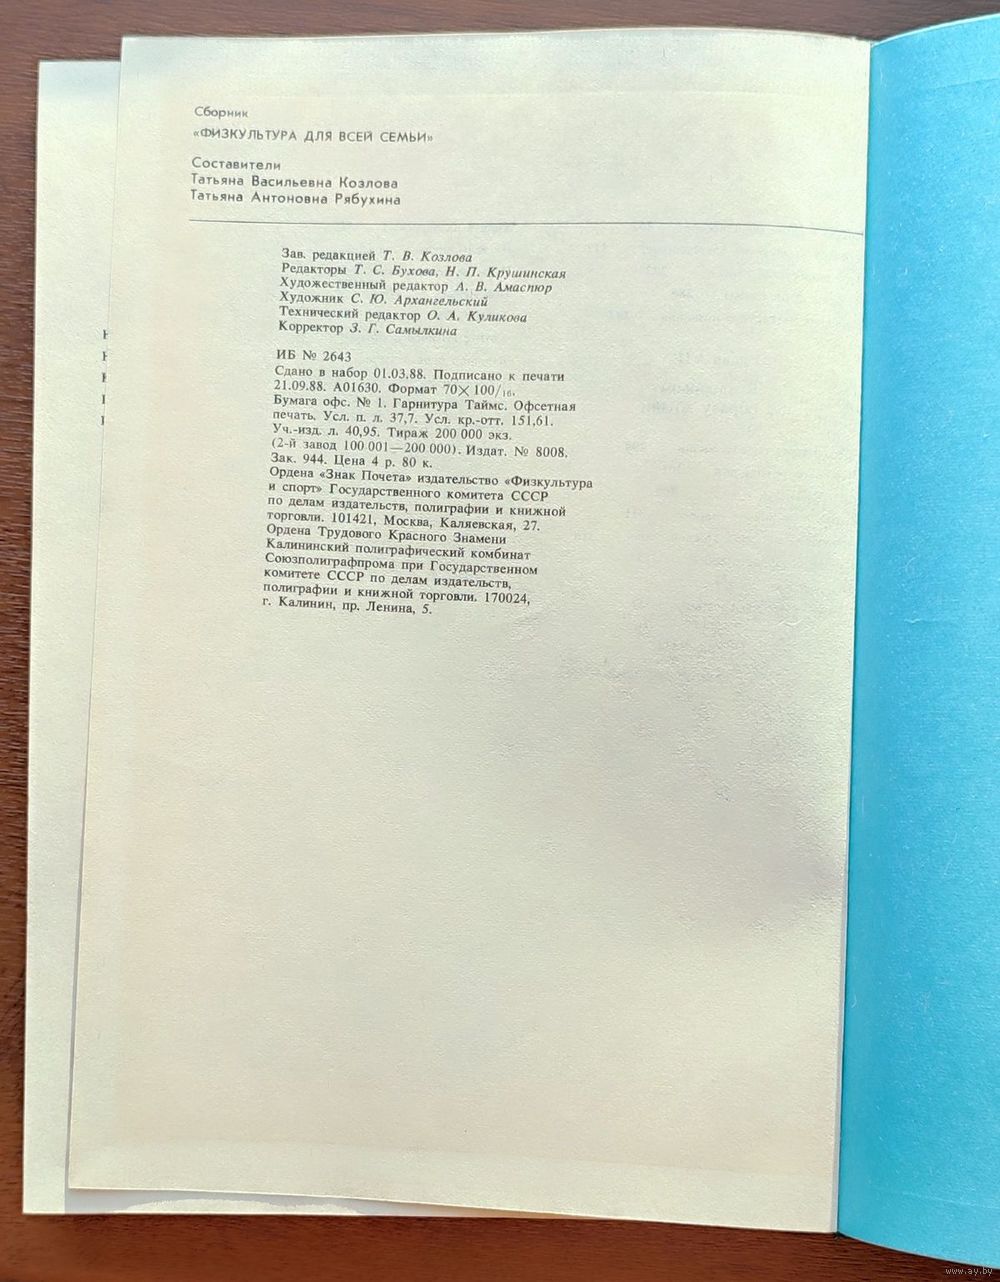 Сборник
«ФИЗКУЛЬТУРА ДЛЯ ВСЕЙ СЕМЬИ»
Составители
Татьяна Васильевна Козлова
Татьяна Антоновна Рябухина
Зав. редакцией Т. В. Козлова
Редакторы Т. С. Бухова, Н. П. Крушинская
Художественный редактор А. В. Амаспюр
Художник С. Ю. Архангельский
Технический редактор О. А. Куликова
Корректор З. Г. Самылкина
ИБ № 2643
Сдано в набор 01.03.88. Подписано к печати
21.09.88. А01630. Формат 70×100/16.
Бумага офс. № 1. Гарнитура Таймс. Офсетная
печать. Усл. п. л. 37,7. Усл. кр.-отт. 151,61.
Уч.-изд. л. 40,95. Тираж 200 000 экз.
(2-й завод 100 001—200 000). Издат. № 8008.
Зак. 944. Цена 4 р. 80 к.
Ордена «Знак Почета» издательство «Физкультура
и спорт» Государственного комитета СССР
по делам издательств, полиграфии и книжной
торговли. 101421, Москва, Каляевская, 27.
Ордена Трудового Красного Знамени
Калининский полиграфический комбинат
Союзполиграфпрома при Государственном
комитете СССР по делам издательств,
полиграфии и книжной торговли. 170024,
г. Калинин, пр. Ленина, 5.
www.ay.by